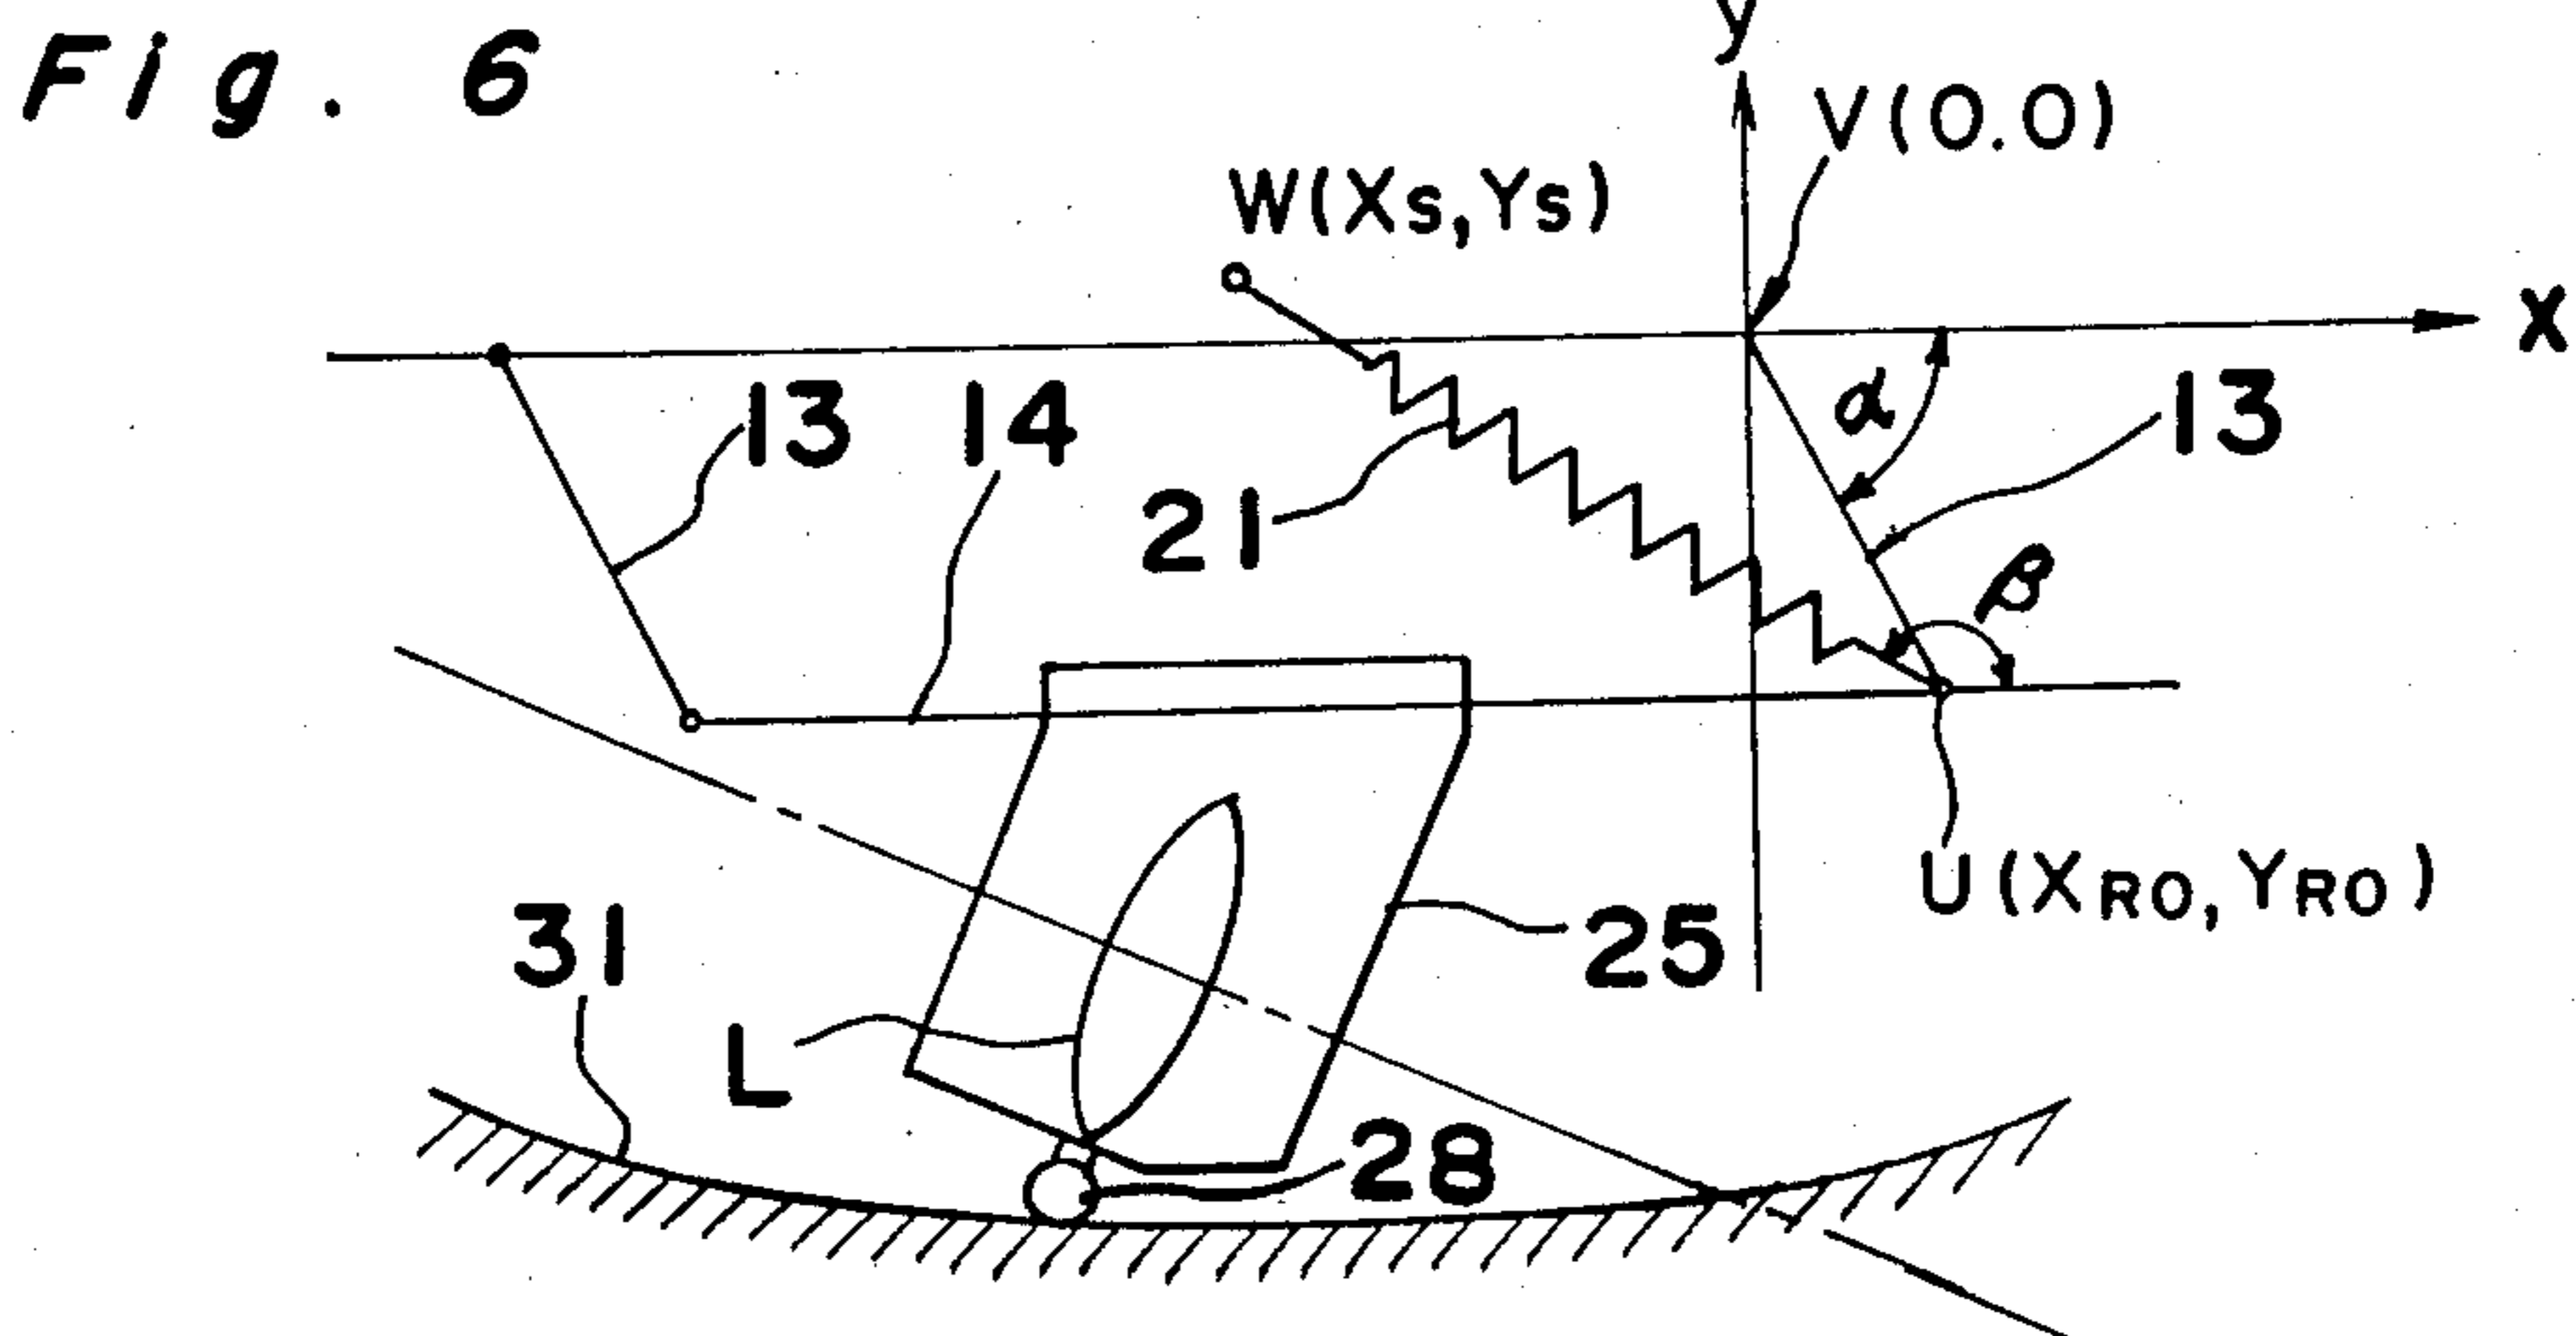 Fig. 6
y
V(0.0)
W(Xs,Ys)
x
13
14
21
α
13
β
U(XRO,YRO)
31
L
25
28